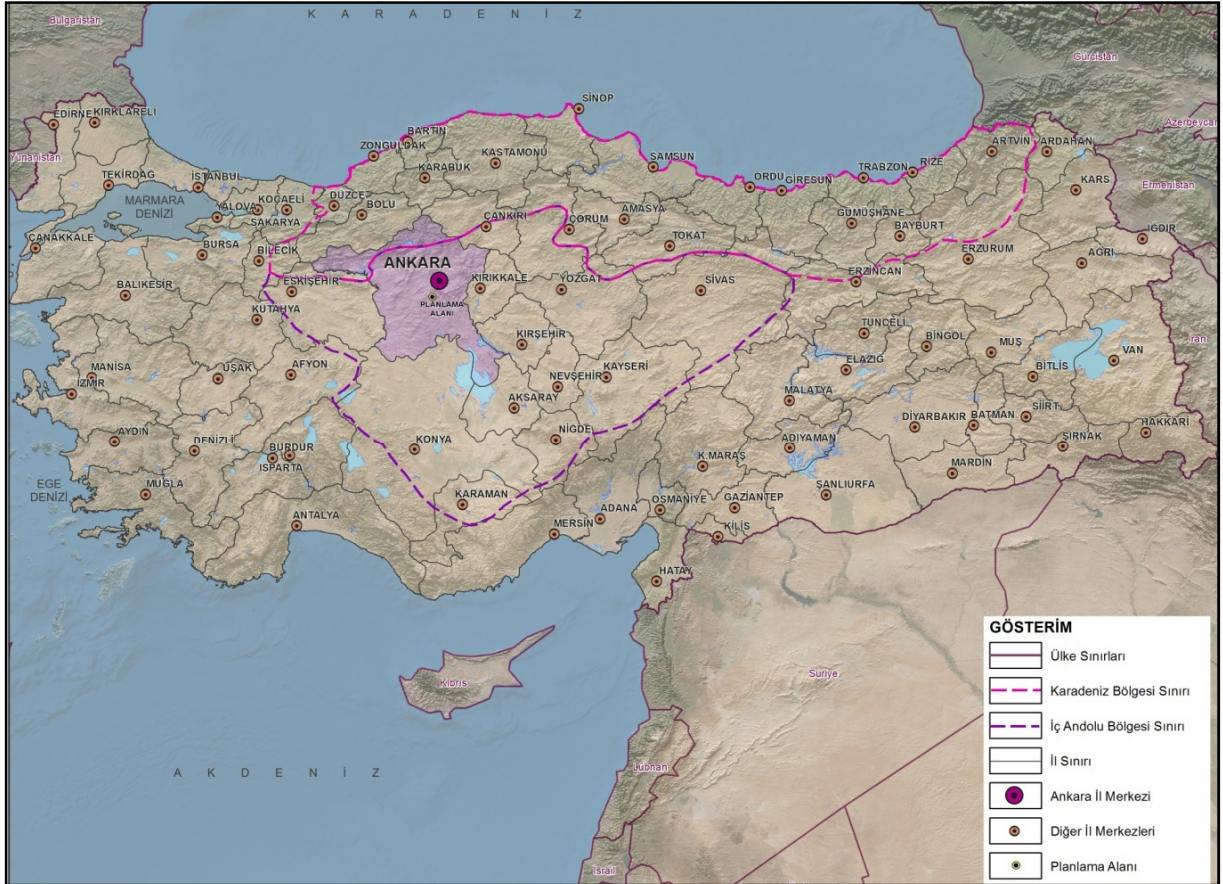 K A R A D E N İ Z
Bulgaristan
Gürcistan
SİNOP
EDİRNE
KIRKLARELİ
BARTIN
ZONGULDAK
KASTAMONU
KARABÜK
SAMSUN
ORDU
GİRESUN
TRABZON
RİZE
ARTVİN
ARDAHAN
Azerbeycan
Yunanistan
TEKİRDAĞ
İSTANBUL
MARMARA
DENİZİ
YALOVA
KOCAELİ
SAKARYA
DÜZCE
BOLU
ÇANKIRI
ÇORUM
AMASYA
TOKAT
GÜMÜŞHANE
BAYBURT
KARS
Ermenistan
IĞDIR
ÇANAKKALE
BURSA
BİLECİK
ANKARA
ERZURUM
AĞRI
BALIKESİR
ESKİŞEHİR
KIRIKKALE
YOZGAT
SİVAS
ERZİNCAN
PLANLAMA
ALANI
KÜTAHYA
KIRŞEHİR
TUNCELİ
BİNGÖL
MUŞ
VAN
İran
MANİSA
İZMİR
UŞAK
AFYON
NEVŞEHİR
KAYSERİ
ELAZIĞ
BİTLİS
AKSARAY
MALATYA
DİYARBAKIR
BATMAN
SİİRT
AYDIN
DENİZLİ
BURDUR
ISPARTA
KONYA
NİĞDE
ADIYAMAN
ŞIRNAK
HAKKARİ
EGE
DENİZİ
MUĞLA
K.MARAŞ
MARDİN
KARAMAN
ADANA
OSMANİYE
GAZİANTEP
ŞANLIURFA
ANTALYA
MERSİN
KİLİS
HATAY
Kıbrıs
Suriye
A K D E N İ Z
Lübnan
İsrail
GÖSTERİM
Ülke Sınırları
Karadeniz Bölgesi Sınırı
İç Andolu Bölgesi Sınırı
İl Sınırı
Ankara İl Merkezi
Diğer İl Merkezleri
Planlama Alanı